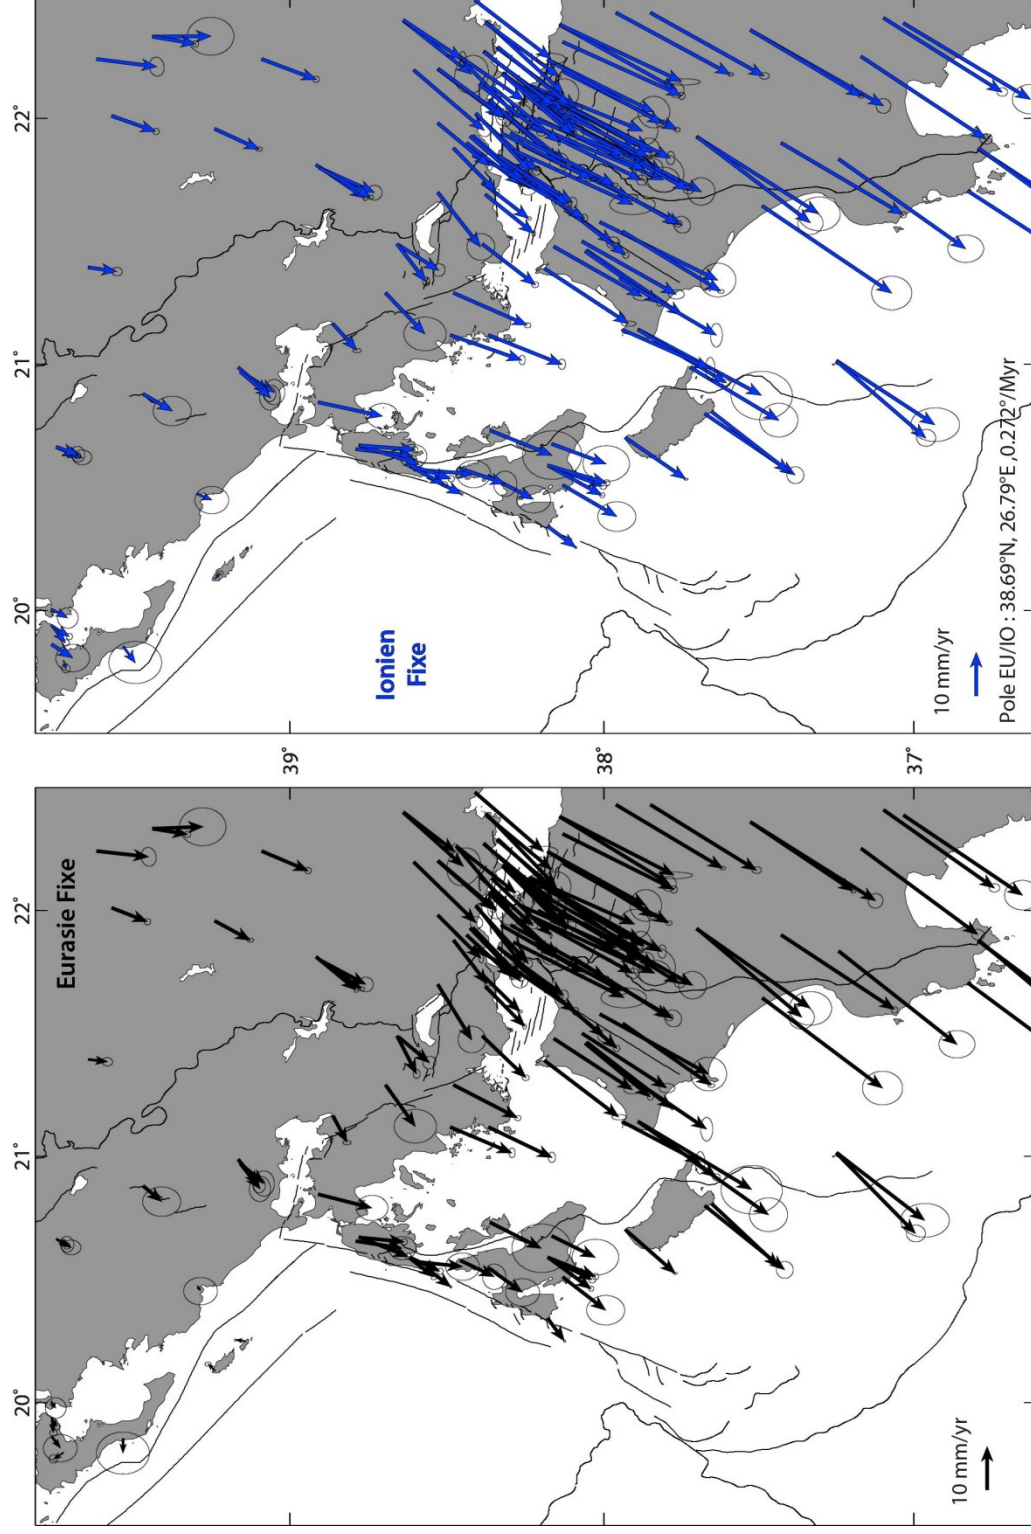 Eurasie Fixe
20°
21°
22°
10 mm/yr
39°
38°
37°
20°
21°
22°
Ionien
Fixe
10 mm/yr
Pole EU/IO : 38.69°N, 26.79°E ,0.272°/Myr